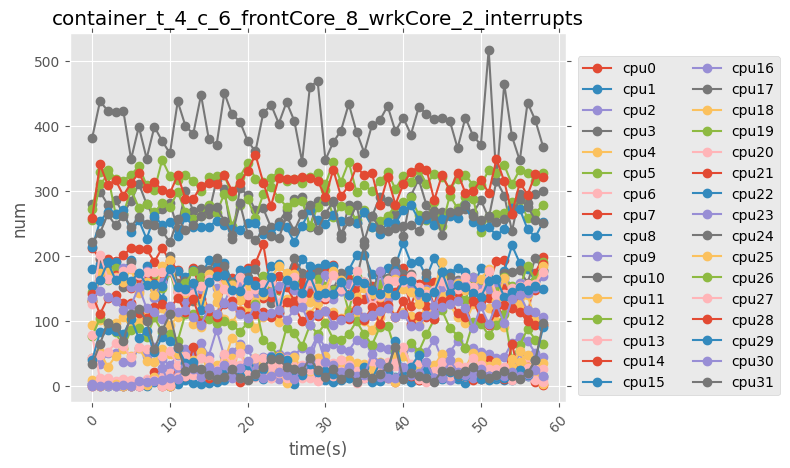 container_t_4_c_6_frontCore_8_wrkCore_2_interrupts
500
400
300
200
100
0
num
0
10
20
30
40
50
60
time(s)
cpu0
cpu1
cpu2
cpu3
cpu4
cpu5
cpu6
cpu7
cpu8
cpu9
cpu10
cpu11
cpu12
cpu13
cpu14
cpu15
cpu16
cpu17
cpu18
cpu19
cpu20
cpu21
cpu22
cpu23
cpu24
cpu25
cpu26
cpu27
cpu28
cpu29
cpu30
cpu31